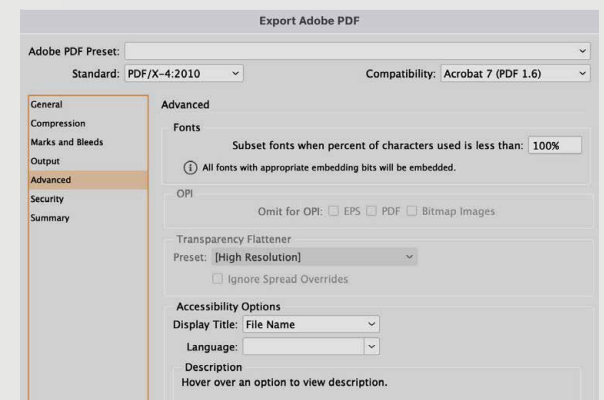 Export Adobe PDF
Adobe PDF Preset:
Standard: PDF/X-4:2010 Compatibility: Acrobat 7 (PDF 1.6)
General
Compression
Marks and Bleeds
Output
Advanced
Security
Summary
Advanced
Fonts
Subset fonts when percent of characters used is less than: 100%
All fonts with appropriate embedding bits will be embedded.
OPI
Omit for OPI: EPS PDF Bitmap Images
Transparency Flattener
Preset: [High Resolution]
Ignore Spread Overrides
Accessibility Options
Display Title: File Name
Language:
Description
Hover over an option to view description.